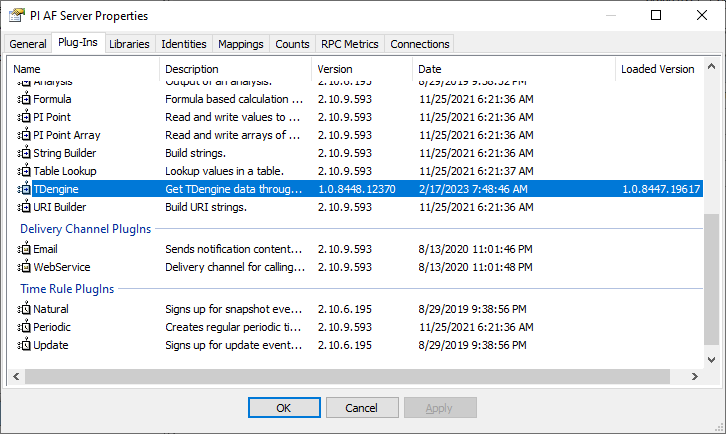 PI AF Server Properties
General Plug-Ins Libraries Identities Mappings Counts RPC Metrics Connections
Name Description Version Date Loaded Version
Analysis Output of an analysis. 2.10.6.195 8/29/2019 9:38:52 PM
Formula Formula based calculation ... 2.10.9.593 11/25/2021 6:21:36 AM
PI Point Read and write values to ... 2.10.9.593 11/25/2021 6:21:36 AM
PI Point Array Read and write arrays of ... 2.10.9.593 11/25/2021 6:21:36 AM
String Builder Build strings. 2.10.9.593 11/25/2021 6:21:36 AM
Table Lookup Lookup values in a table. 2.10.9.593 11/25/2021 6:21:37 AM
TDengine Get TDengine data throug... 1.0.8448.12370 2/17/2023 7:48:46 AM 1.0.8447.19617
URI Builder Build URI strings. 2.10.9.593 11/25/2021 6:21:36 AM
Delivery Channel PlugIns
Email Sends notification content... 2.10.9.593 8/13/2020 11:01:46 PM
WebService Delivery channel for calling... 2.10.9.593 8/13/2020 11:01:48 PM
Time Rule PlugIns
Natural Signs up for snapshot eve... 2.10.6.195 8/29/2019 9:38:56 PM
Periodic Creates regular periodic ti... 2.10.9.593 11/25/2021 6:21:36 AM
Update Signs up for update event... 2.10.6.195 8/29/2019 9:38:56 PM
OK Cancel Apply